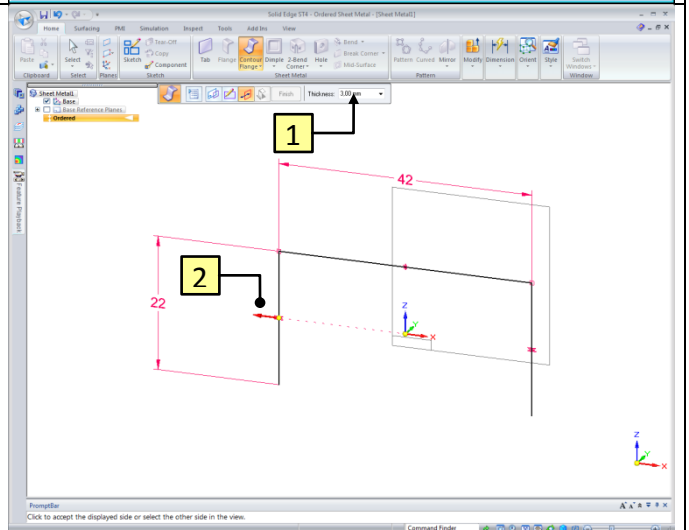 Solid Edge ST4 - Ordered Sheet Metal - [Sheet Metal1]
Home Surfacing PMI Simulation Inspect Tools Add Ins View
Paste Select Sketch Tear-Off Copy Component Tab Flange Contour Flange Dimple 2-Bend Corner Hole Bend Break Corner Mid-Surface Pattern Curved Mirror Modify Dimension Orient Style Switch Windows
Clipboard Select Planes Sketch Sheet Metal Pattern Window
Sheet Metal1 Finish Thickness: 3.00 mm
Base
Base Reference Planes
Ordered
Feature Playback
1
42
2
22
Z
Y
X
Z
Y
X
PromptBar
Click to accept the displayed side or select the other side in the view.
Command Finder